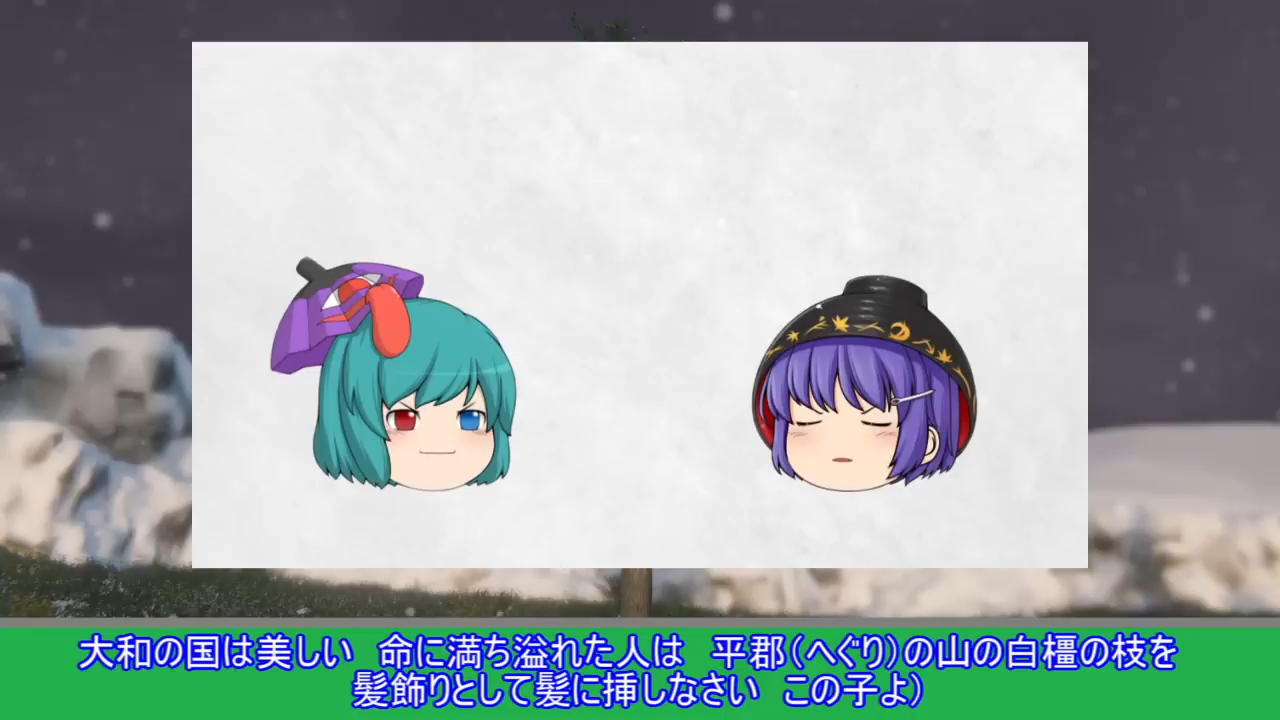 大和の国は美しい　命に満ち溢れた人は　平郡（へぐり）の山の白橿の枝を
髪飾りとして髪に挿しなさい　この子よ）